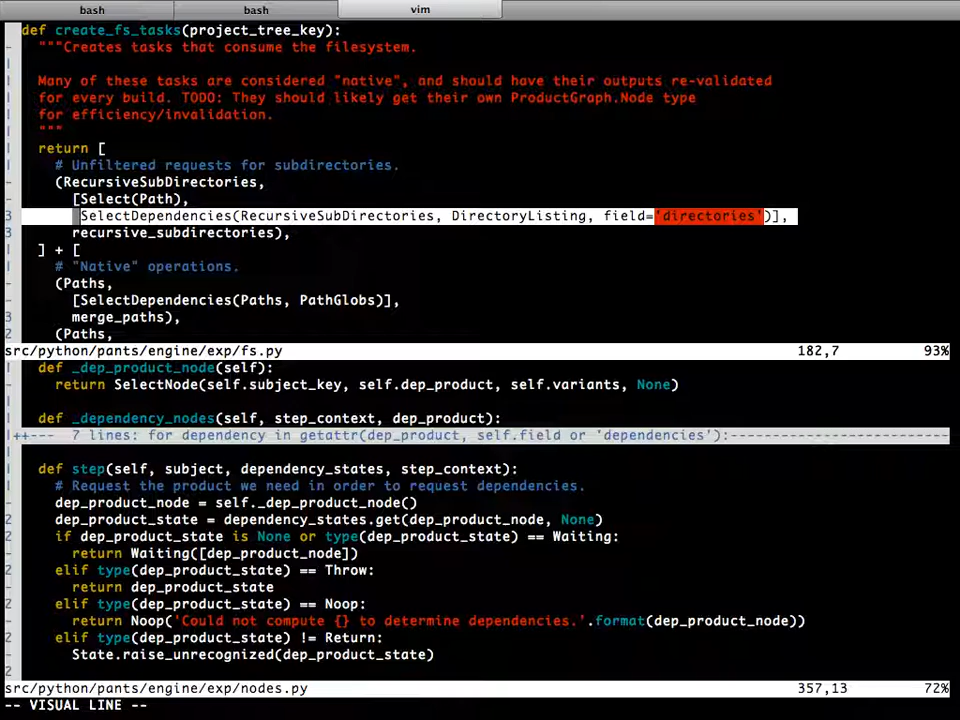 bash bash vim
def create_fs_tasks(project_tree_key):
- """Creates tasks that consume the filesystem.
|
| Many of these tasks are considered "native", and should have their outputs re-validated
| for every build. TODO: They should likely get their own ProductGraph.Node type
| for efficiency/invalidation.
| """
| return [
| # Unfiltered requests for subdirectories.
- (RecursiveSubDirectories,
- [Select(Path),
3 SelectDependencies(RecursiveSubDirectories, DirectoryListing, field='directories')],
3 recursive_subdirectories),
| ] + [
| # "Native" operations.
- (Paths,
- [SelectDependencies(Paths, PathGlobs)],
3 merge_paths),
2 (Paths,
src/python/pants/engine/exp/fs.py 182,7 93%
- def _dep_product_node(self):
- return SelectNode(self.subject_key, self.dep_product, self.variants, None)
|
| def _dependency_nodes(self, step_context, dep_product):
|++--- 7 lines: for dependency in getattr(dep_product, self.field or 'dependencies'):--------------------------
|
| def step(self, subject, dependency_states, step_context):
| # Request the product we need in order to request dependencies.
- dep_product_node = self._dep_product_node()
2 dep_product_state = dependency_states.get(dep_product_node, None)
2 if dep_product_state is None or type(dep_product_state) == Waiting:
- return Waiting([dep_product_node])
2 elif type(dep_product_state) == Throw:
- return dep_product_state
2 elif type(dep_product_state) == Noop:
- return Noop('Could not compute {} to determine dependencies.'.format(dep_product_node))
2 elif type(dep_product_state) != Return:
- State.raise_unrecognized(dep_product_state)
2
src/python/pants/engine/exp/nodes.py 357,13 72%
-- VISUAL LINE --